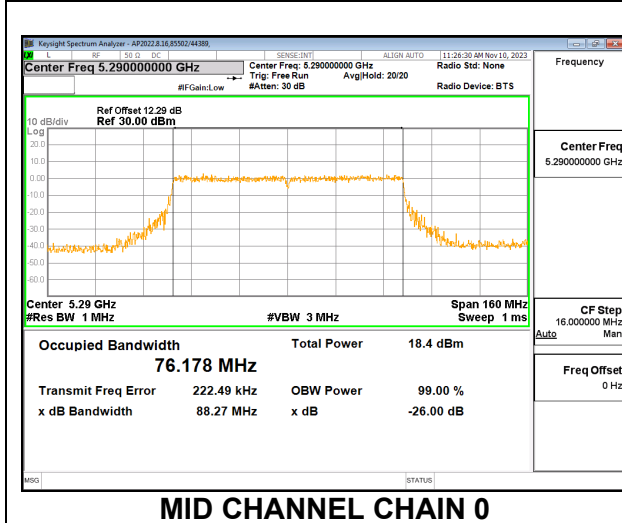 Keysight Spectrum Analyzer - AP2022.8.16,85502/44389,
L RF 50 Ω DC SENSE:INT ALIGN AUTO 11:26:30 AM Nov 10, 2023
Center Freq 5.290000000 GHz Center Freq: 5.290000000 GHz Radio Std: None Frequency
Trig: Free Run Avg|Hold: 20/20
#IFGain:Low #Atten: 30 dB Radio Device: BTS
Ref Offset 12.29 dB
10 dB/div Ref 30.00 dBm
Log
20.0
10.0
0.00
-10.0
-20.0
-30.0
-40.0
-50.0
-60.0
Center Freq
5.290000000 GHz
Center 5.29 GHz Span 160 MHz
#Res BW 1 MHz #VBW 3 MHz Sweep 1 ms
CF Step
16.000000 MHz
Auto Man
Occupied Bandwidth Total Power 18.4 dBm
76.178 MHz
Transmit Freq Error 222.49 kHz OBW Power 99.00 %
x dB Bandwidth 88.27 MHz x dB -26.00 dB
Freq Offset
0 Hz
MSG STATUS
MID CHANNEL CHAIN 0